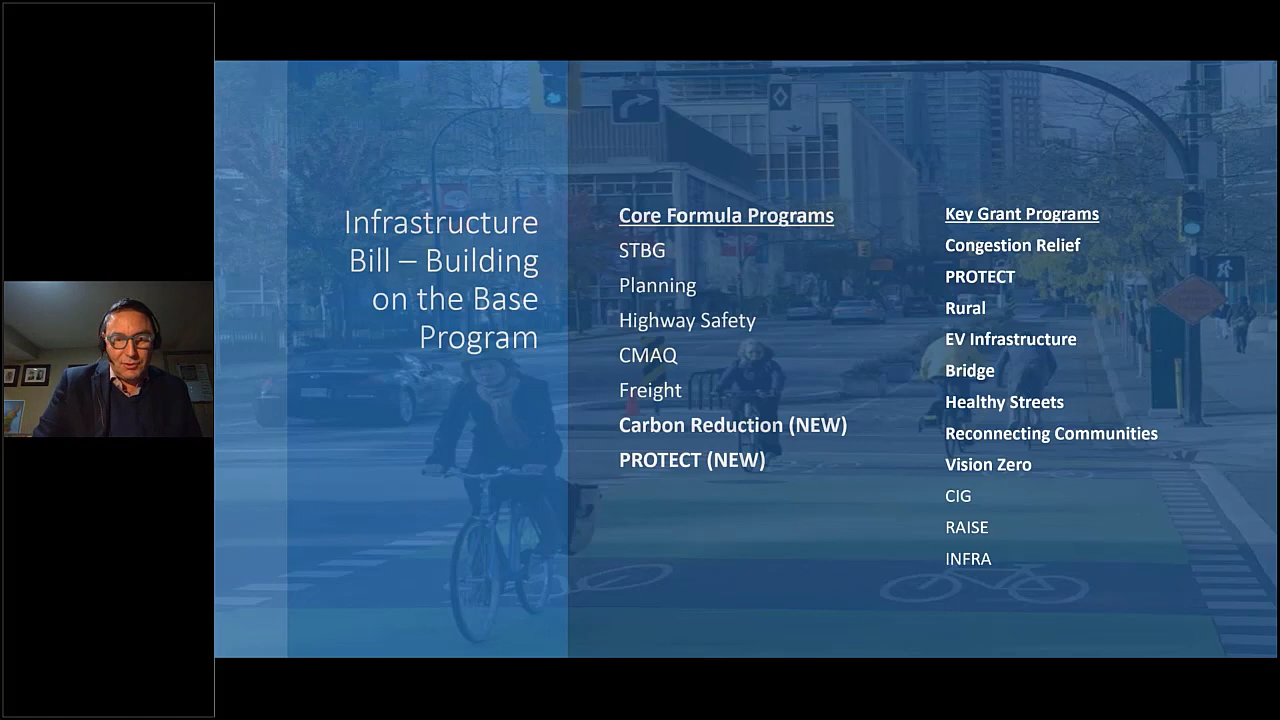 Infrastructure
Bill – Building
on the Base
Program
Core Formula Programs
STBG
Planning
Highway Safety
CMAQ
Freight
Carbon Reduction (NEW)
PROTECT (NEW)
Key Grant Programs
Congestion Relief
PROTECT
Rural
EV Infrastructure
Bridge
Healthy Streets
Reconnecting Communities
Vision Zero
CIG
RAISE
INFRA